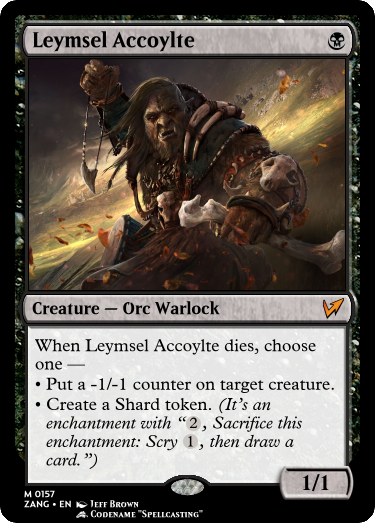 Leymsel Accoylte
Creature — Orc Warlock
When Leymsel Accoylte dies, choose
one —
• Put a -1/-1 counter on target creature.
• Create a Shard token. (It's an
enchantment with “2, Sacrifice this
enchantment: Scry 1, then draw a
card.”)
1/1
M 0157
ZANG • EN Jeff Brown
Codename "Spellcasting"